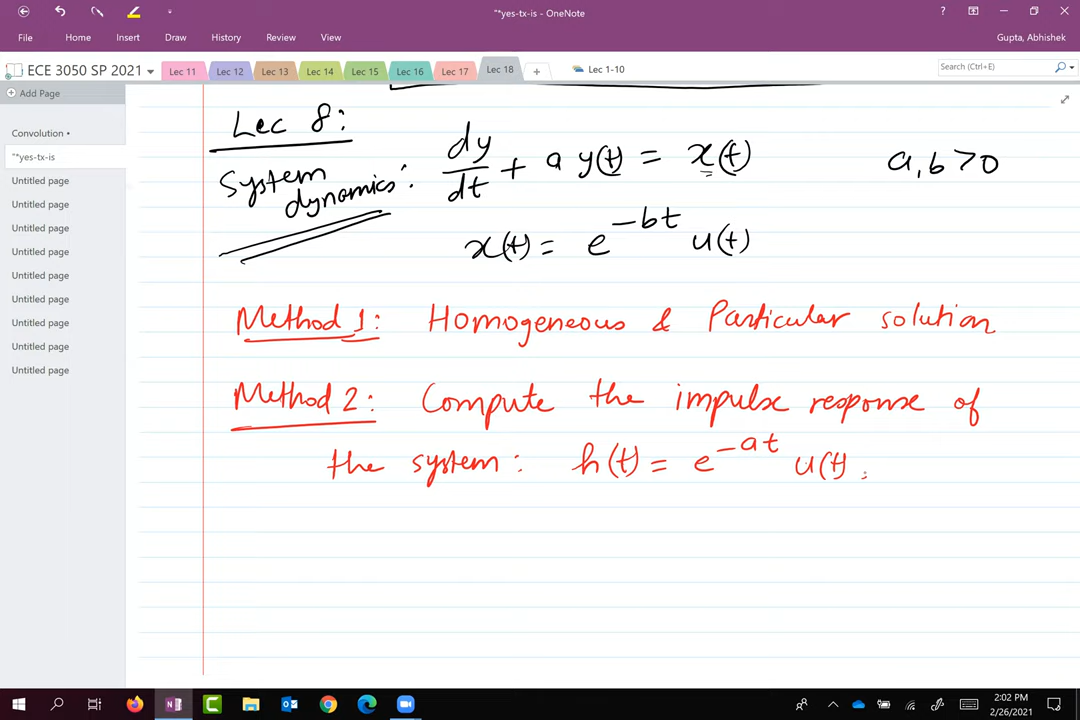 **yes-tx-is - OneNote
?
File Home Insert Draw History Review View
Gupta, Abhishek
ECE 3050 SP 2021
Lec 11 Lec 12 Lec 13 Lec 14 Lec 15 Lec 16 Lec 17 Lec 18 + Lec 1-10
Search (Ctrl+E)
Add Page
Convolution •
**yes-tx-is
Untitled page
Untitled page
Untitled page
Untitled page
Untitled page
Untitled page
Untitled page
Untitled page
Untitled page
Lec 8:
System dynamics: dy/dt + a y(t) = x(t) a, b > 0
x(t) = e^{-bt} u(t)
Method 1: Homogeneous & Particular solution
Method 2: Compute the impulse response of
the system: h(t) = e^{-at} u(t).
2:02 PM
2/26/2021